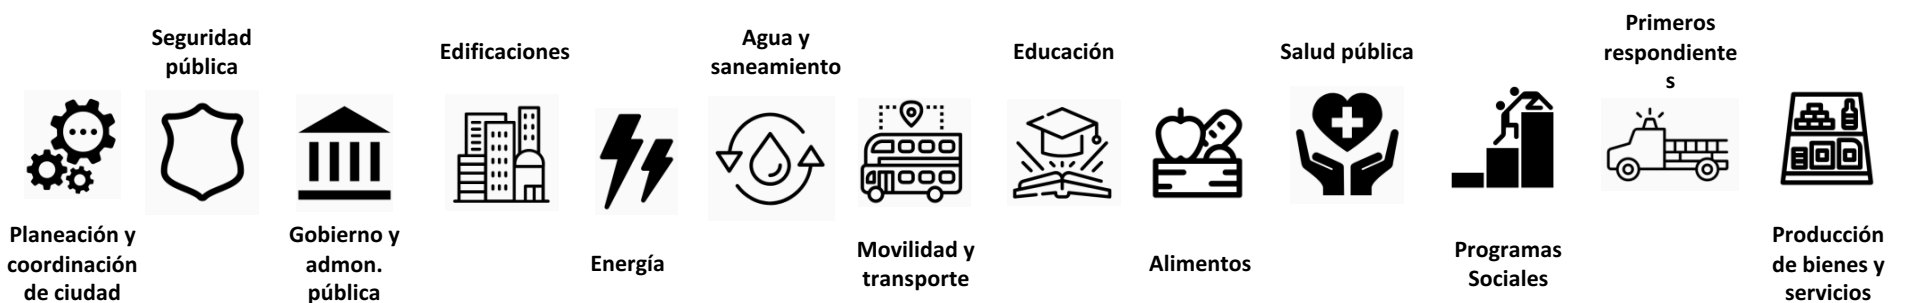 Planeación y
coordinación
de ciudad
Seguridad
pública
Gobierno y
admon.
pública
Edificaciones
Energía
Agua y
saneamiento
Movilidad y
transporte
Educación
Alimentos
Salud pública
Programas
Sociales
Primeros
respondiente
s
Producción
de bienes y
servicios